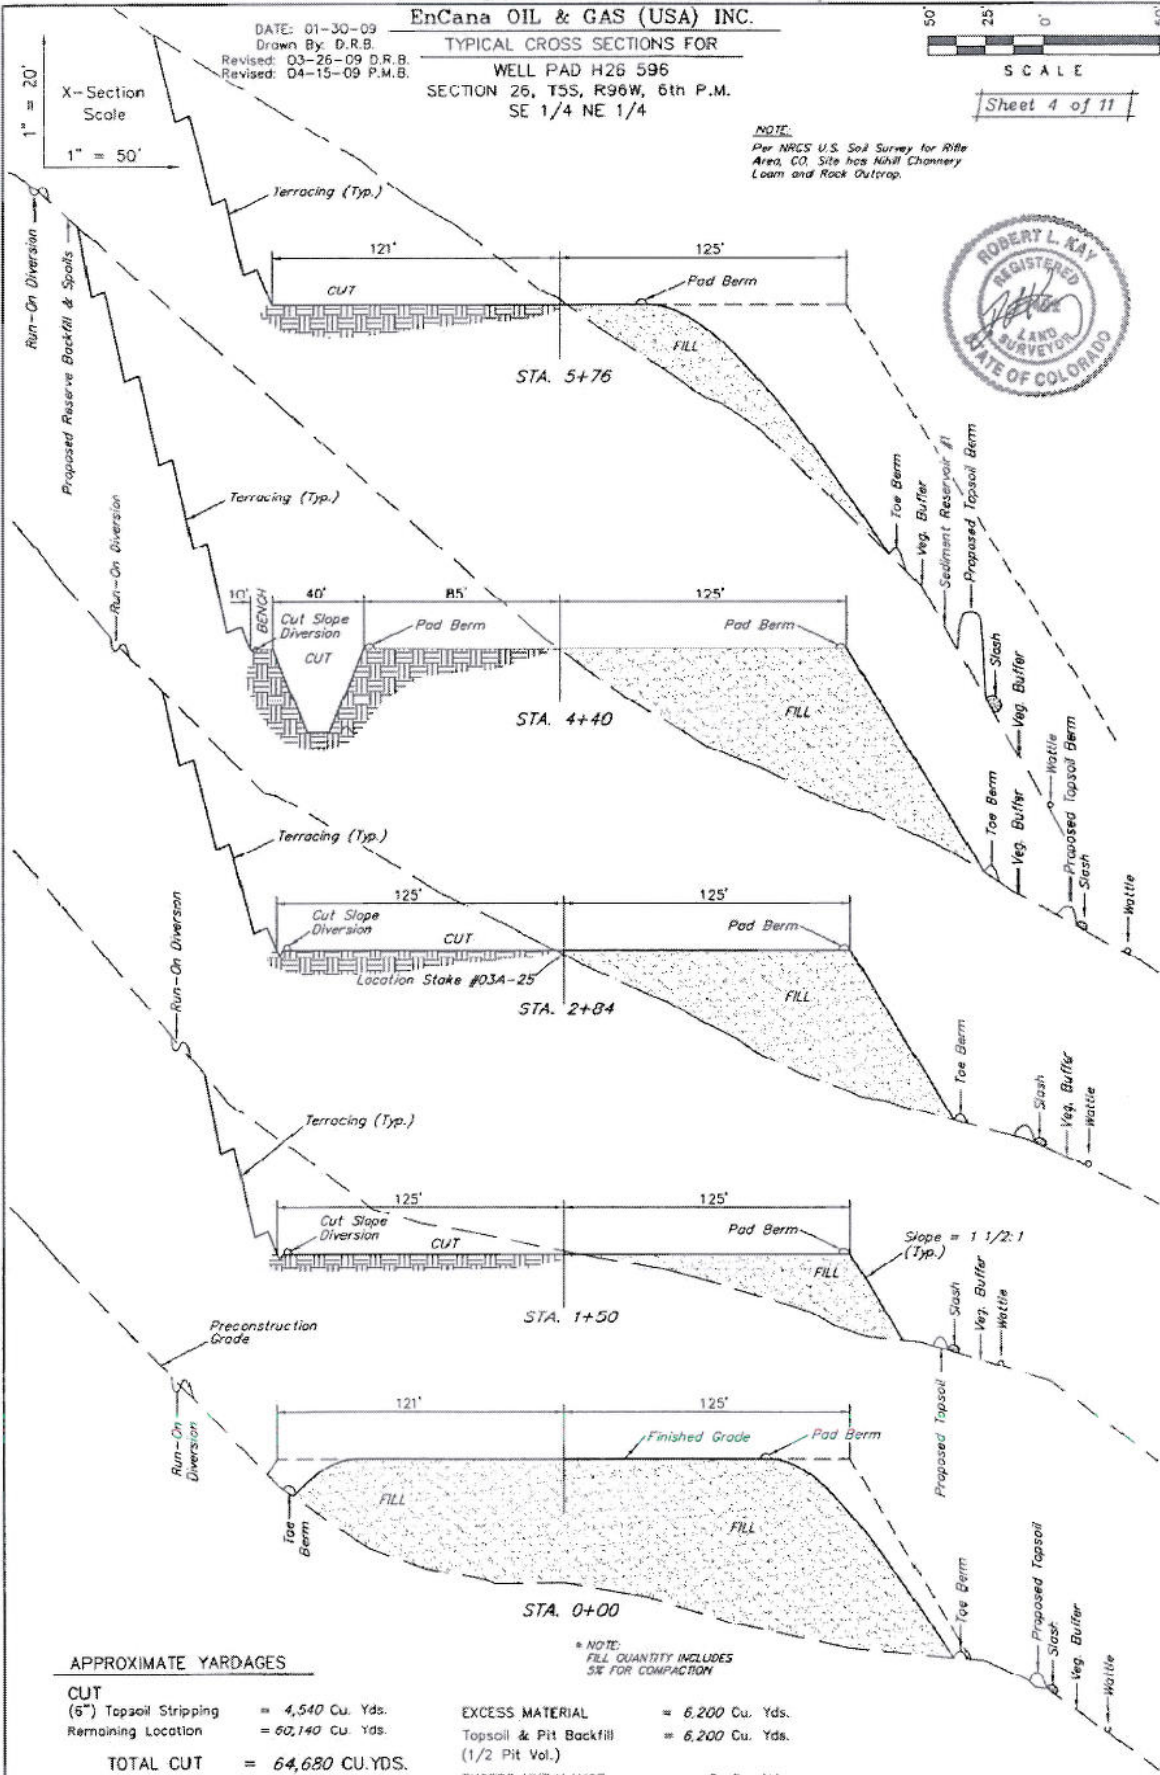 EnCana OIL & GAS (USA) INC.
TYPICAL CROSS SECTIONS FOR
WELL PAD H26 596
SECTION 26, T5S, R96W, 6th P.M.
SE 1/4 NE 1/4
DATE: 01-30-09
Drawn By: D.R.B.
Revised: 03-26-09 D.R.B.
Revised: 04-15-09 P.M.B.
1" = 20'
X-Section
Scale
1" = 50'
50'
25'
0'
50'
SCALE
Sheet 4 of 11
NOTE:
Per NRCS U.S. Soil Survey for Rifle
Area, CO. Site has Nihill Channery
Loam and Rock Outcrop.
ROBERT L. KAY
REGISTERED
LAND
SURVEYOR
STATE OF COLORADO
Terracing (Typ.)
Run-On Diversion
Proposed Reserve Backfill & Spoils
121'
125'
CUT
Pad Berm
FILL
STA. 5+76
Toe Berm
Veg. Buffer
Sediment Reservoir #1
Proposed Topsoil Berm
Slash
Veg. Buffer
Wattle
Terracing (Typ.)
Run-On Diversion
10'
BENCH
40'
85'
125'
Cut Slope
Diversion
CUT
Pad Berm
Pad Berm
FILL
STA. 4+40
Toe Berm
Veg. Buffer
Proposed Topsoil Berm
Slash
Wattle
Terracing (Typ.)
Run-On Diversion
125'
125'
Cut Slope
Diversion
CUT
Pad Berm
Location Stake #03A-25
FILL
STA. 2+84
Toe Berm
Slash
Veg. Buffer
Wattle
Terracing (Typ.)
125'
125'
Cut Slope
Diversion
CUT
Pad Berm
Slope = 1 1/2:1
(Typ.)
FILL
STA. 1+50
Proposed Topsoil
Slash
Veg. Buffer
Wattle
Preconstruction
Grade
Run-On
Diversion
121'
125'
Finished Grade
Pad Berm
FILL
FILL
Toe
Berm
STA. 0+00
Toe Berm
Proposed Topsoil
Slash
Veg. Buffer
Wattle
* NOTE:
FILL QUANTITY INCLUDES
5% FOR COMPACTION
APPROXIMATE YARDAGES
CUT
(6") Topsoil Stripping = 4,540 Cu. Yds.
Remaining Location = 60,140 Cu. Yds.
TOTAL CUT = 64,680 CU.YDS.
EXCESS MATERIAL = 6,200 Cu. Yds.
Topsoil & Pit Backfill = 6,200 Cu. Yds.
(1/2 Pit Vol.)